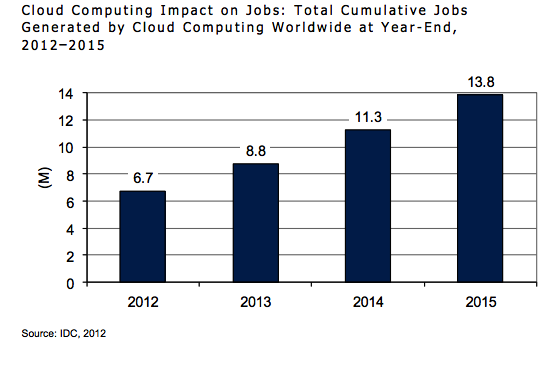 Cloud Computing Impact on Jobs: Total Cumulative Jobs
Generated by Cloud Computing Worldwide at Year-End,
2012–2015
13.8
14
11.3
12
8.8
10
6.7
8
(M)
6
4
2
0
2012 2013 2014 2015
Source: IDC, 2012